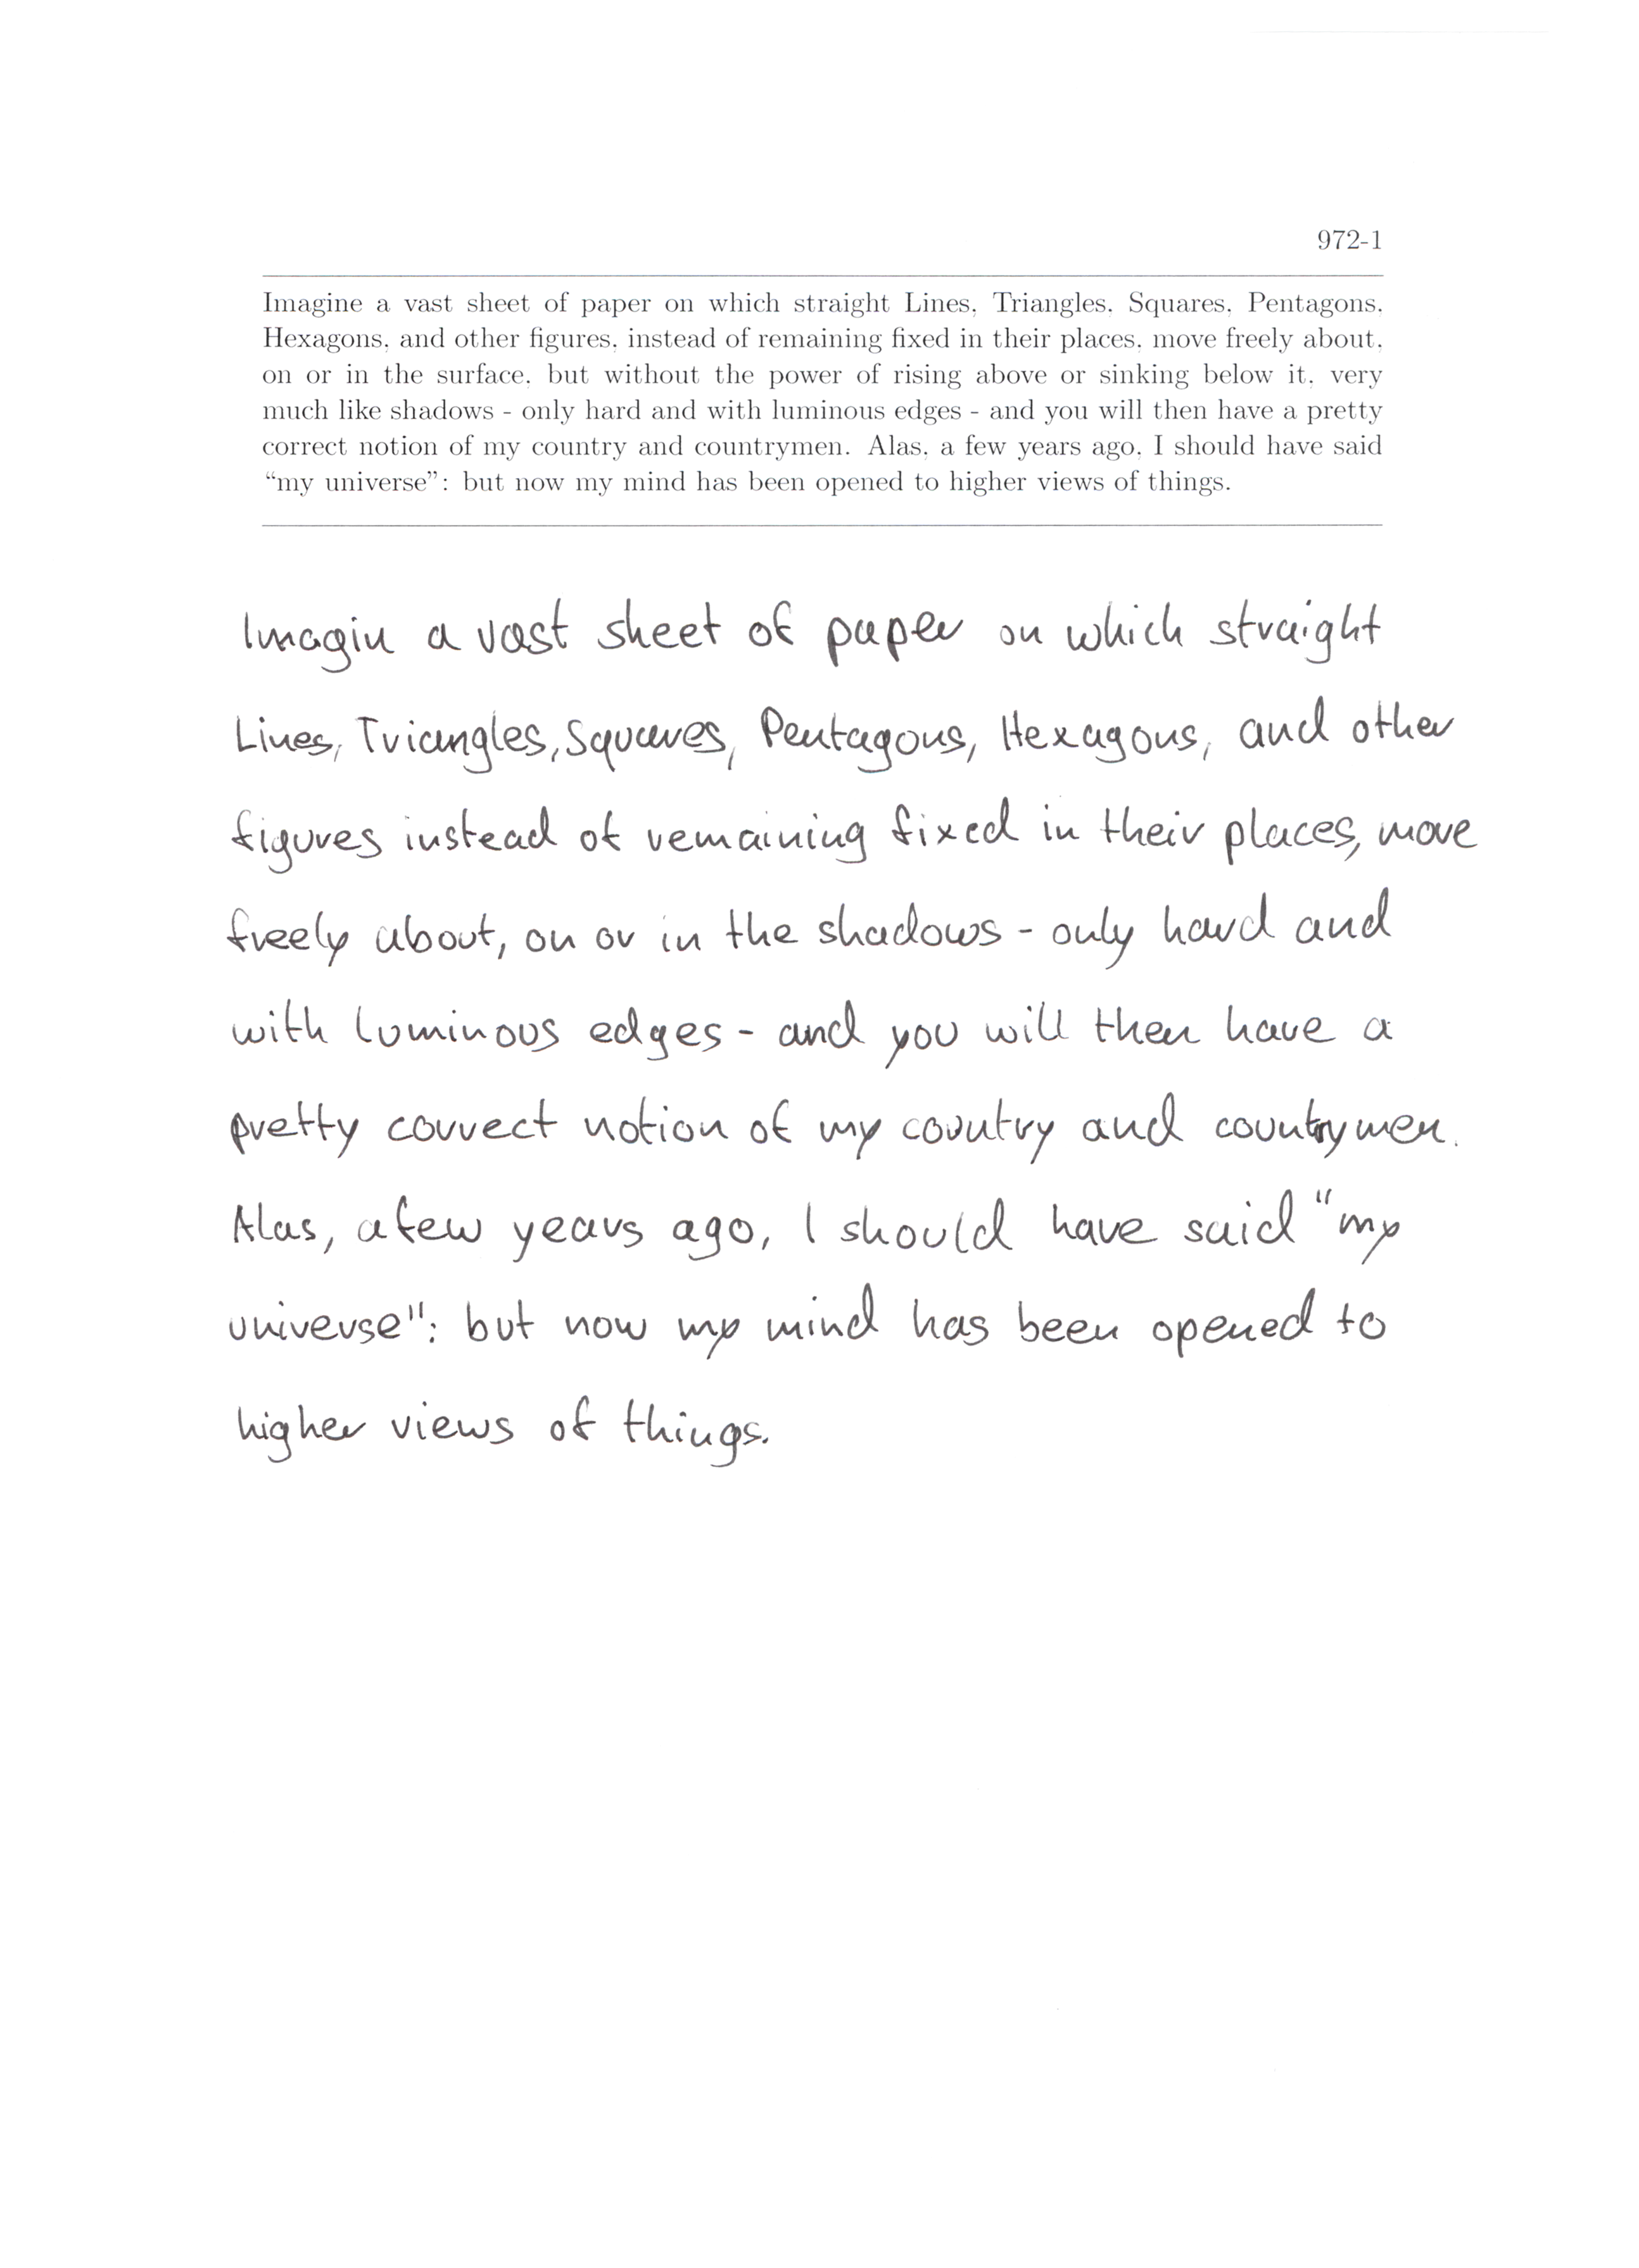 972-1
Imagine a vast sheet of paper on which straight Lines, Triangles, Squares, Pentagons,
Hexagons, and other figures, instead of remaining fixed in their places, move freely about,
on or in the surface, but without the power of rising above or sinking below it, very
much like shadows - only hard and with luminous edges - and you will then have a pretty
correct notion of my country and countrymen. Alas, a few years ago, I should have said
“my universe”: but now my mind has been opened to higher views of things.
Imagin a vast sheet of paper on which straight
Lines, Triangles, Squares, Pentagons, Hexagons, and other
figures instead of remaining fixed in their places, move
freely about, on or in the shadows - only hard and
with luminous edges - and you will then have a
pretty correct notion of my country and countrymen.
Alas, a few years ago, I should have said "my
universe": but now my mind has been opened to
higher views of things.